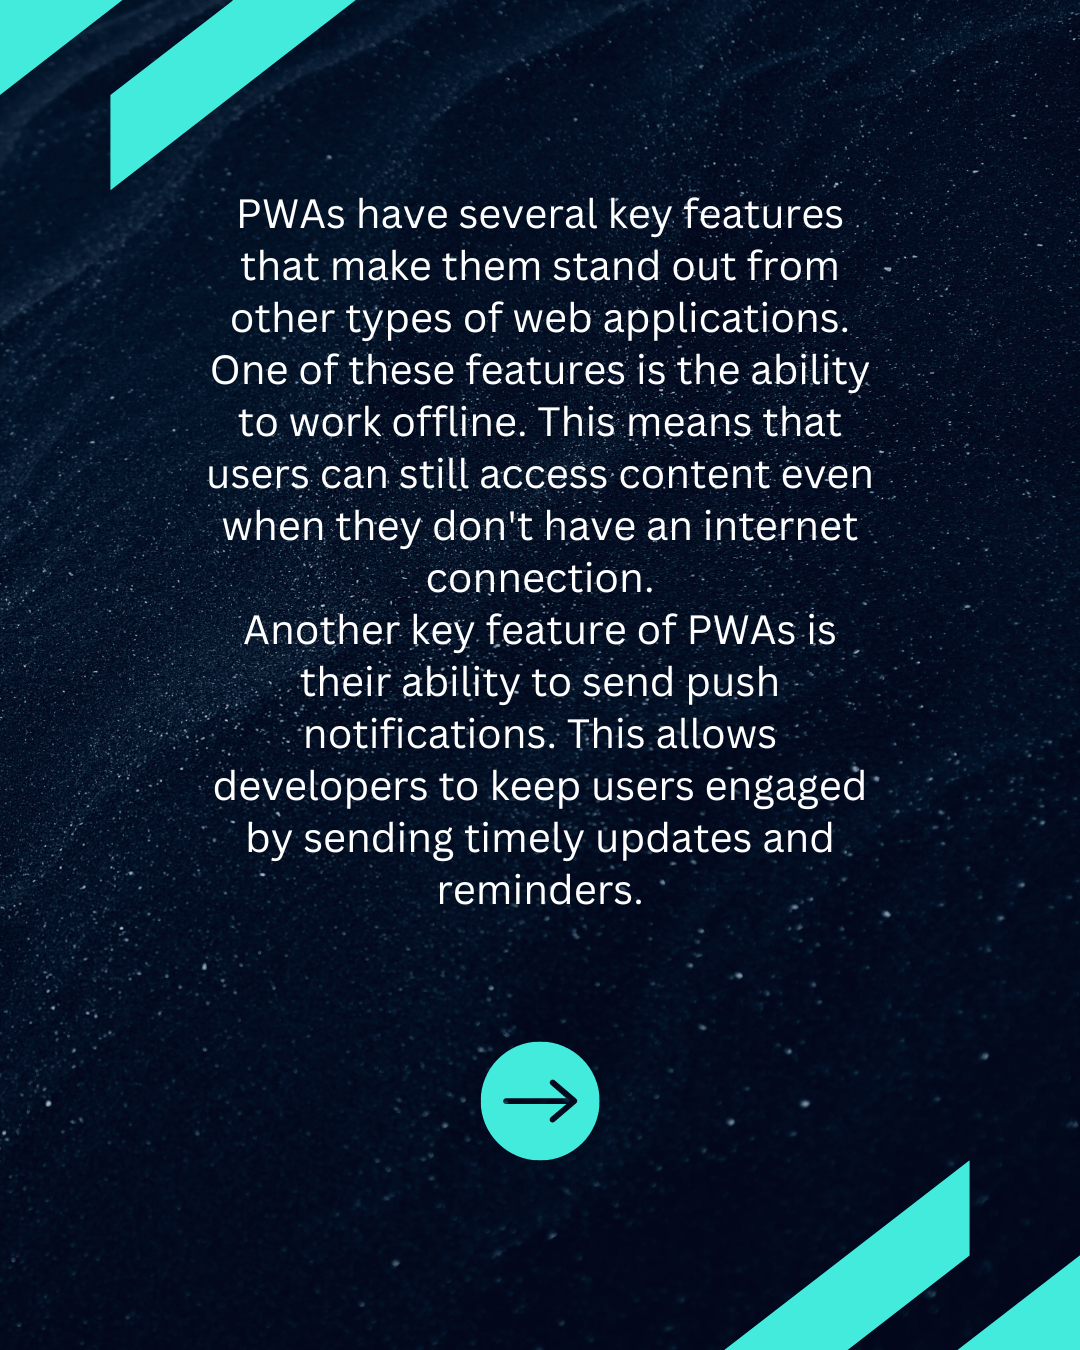 PWAs have several key features
that make them stand out from
other types of web applications.
One of these features is the ability
to work offline. This means that
users can still access content even
when they don't have an internet
connection.
Another key feature of PWAs is
their ability to send push
notifications. This allows
developers to keep users engaged
by sending timely updates and
reminders.